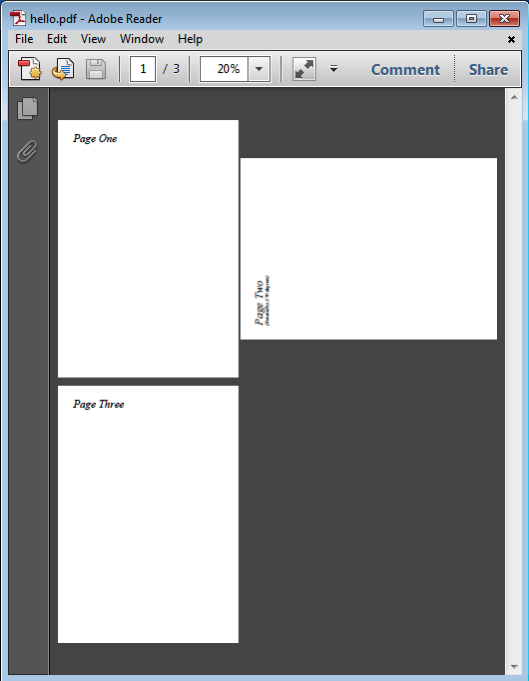 hello.pdf - Adobe Reader
File Edit View Window Help
1 / 3 20% Comment Share
Page One
Page Two
Page Three